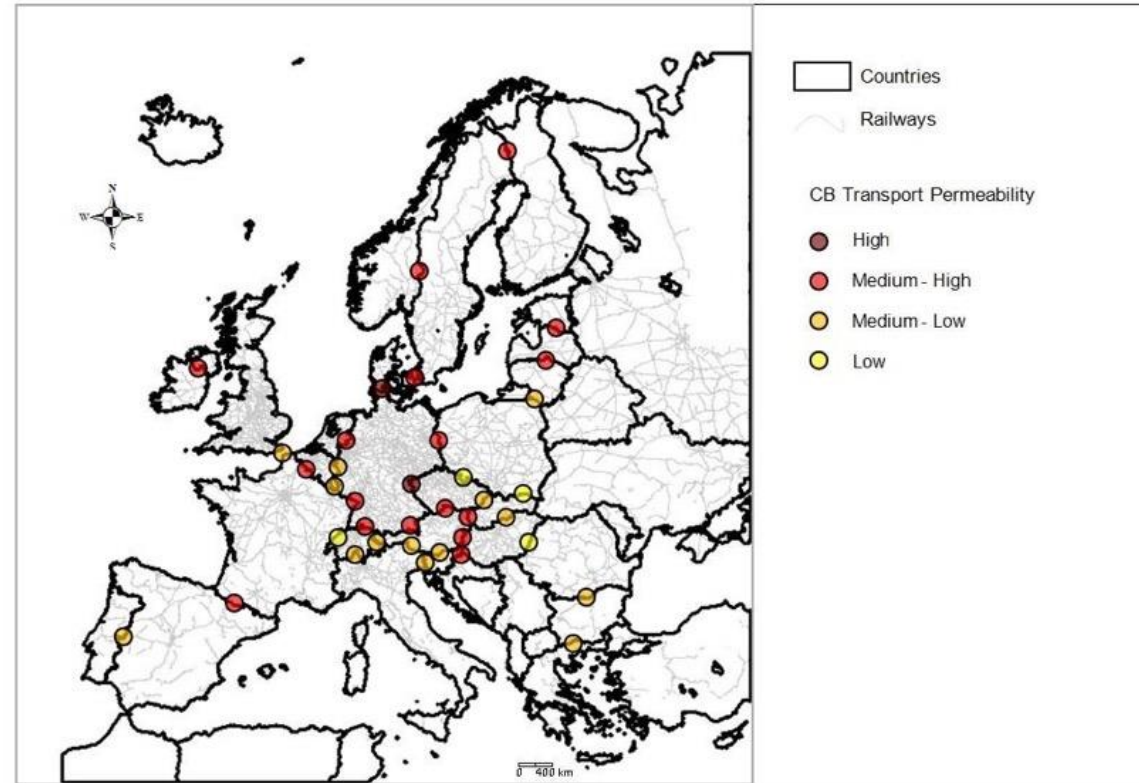 N
W
E
S
0 400 km
Countries
Railways
CB Transport Permeability
High
Medium - High
Medium - Low
Low